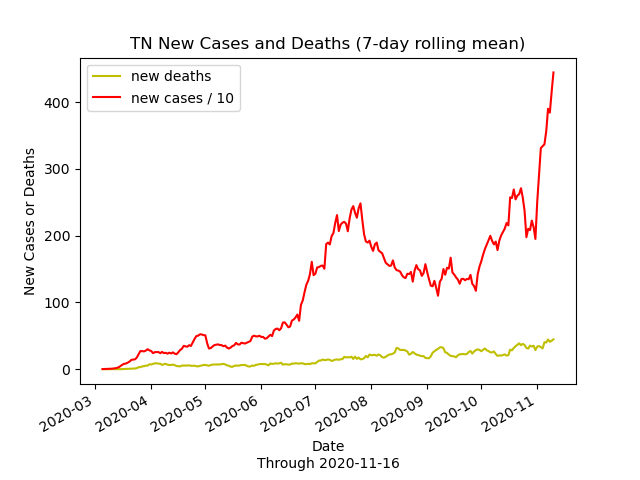 TN New Cases and Deaths (7-day rolling mean)
new deaths
new cases / 10
New Cases or Deaths
400
300
200
100
0
2020-03
2020-04
2020-05
2020-06
2020-07
2020-08
2020-09
2020-10
2020-11
Date
Through 2020-11-16